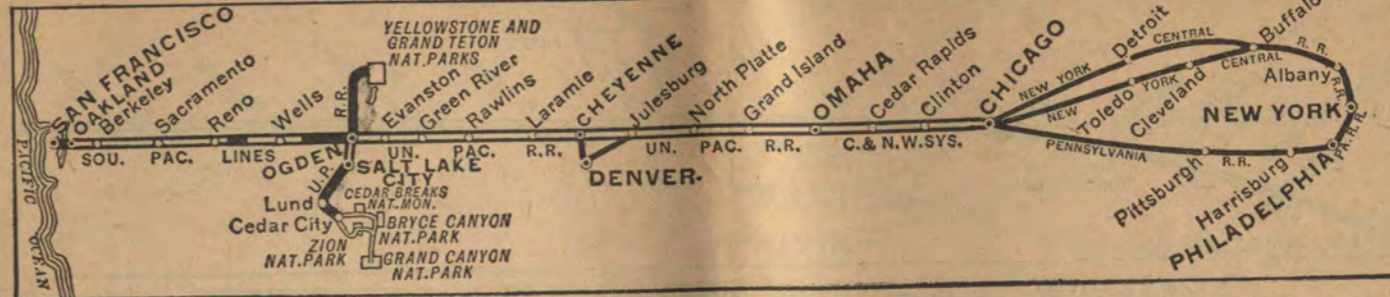 PACIFIC
OCEAN
SAN FRANCISCO
OAKLAND
Berkeley
Sacramento
Reno
Wells
SOU. PAC. LINES
OGDEN
YELLOWSTONE AND
GRAND TETON
NAT. PARKS
R.R.
U.P.
SALT LAKE
CITY
CEDAR BREAKS
NAT. MON.
Lund
Cedar City
BRYCE CANYON
NAT. PARK
ZION
NAT. PARK
GRAND CANYON
NAT. PARK
Evanston
Green River
Rawlins
Laramie
UN. PAC. R.R.
CHEYENNE
DENVER
Julesburg
North Platte
Grand Island
UN. PAC. R.R.
OMAHA
Cedar Rapids
Clinton
C. & N.W. SYS.
CHICAGO
Detroit
NEW YORK CENTRAL
Toledo
Cleveland
NEW YORK CENTRAL R.R.
Buffalo
Albany
R.R.
NEW YORK
PA. R.R.
PENNSYLVANIA R.R.
Pittsburgh
Harrisburg
PHILADELPHIA